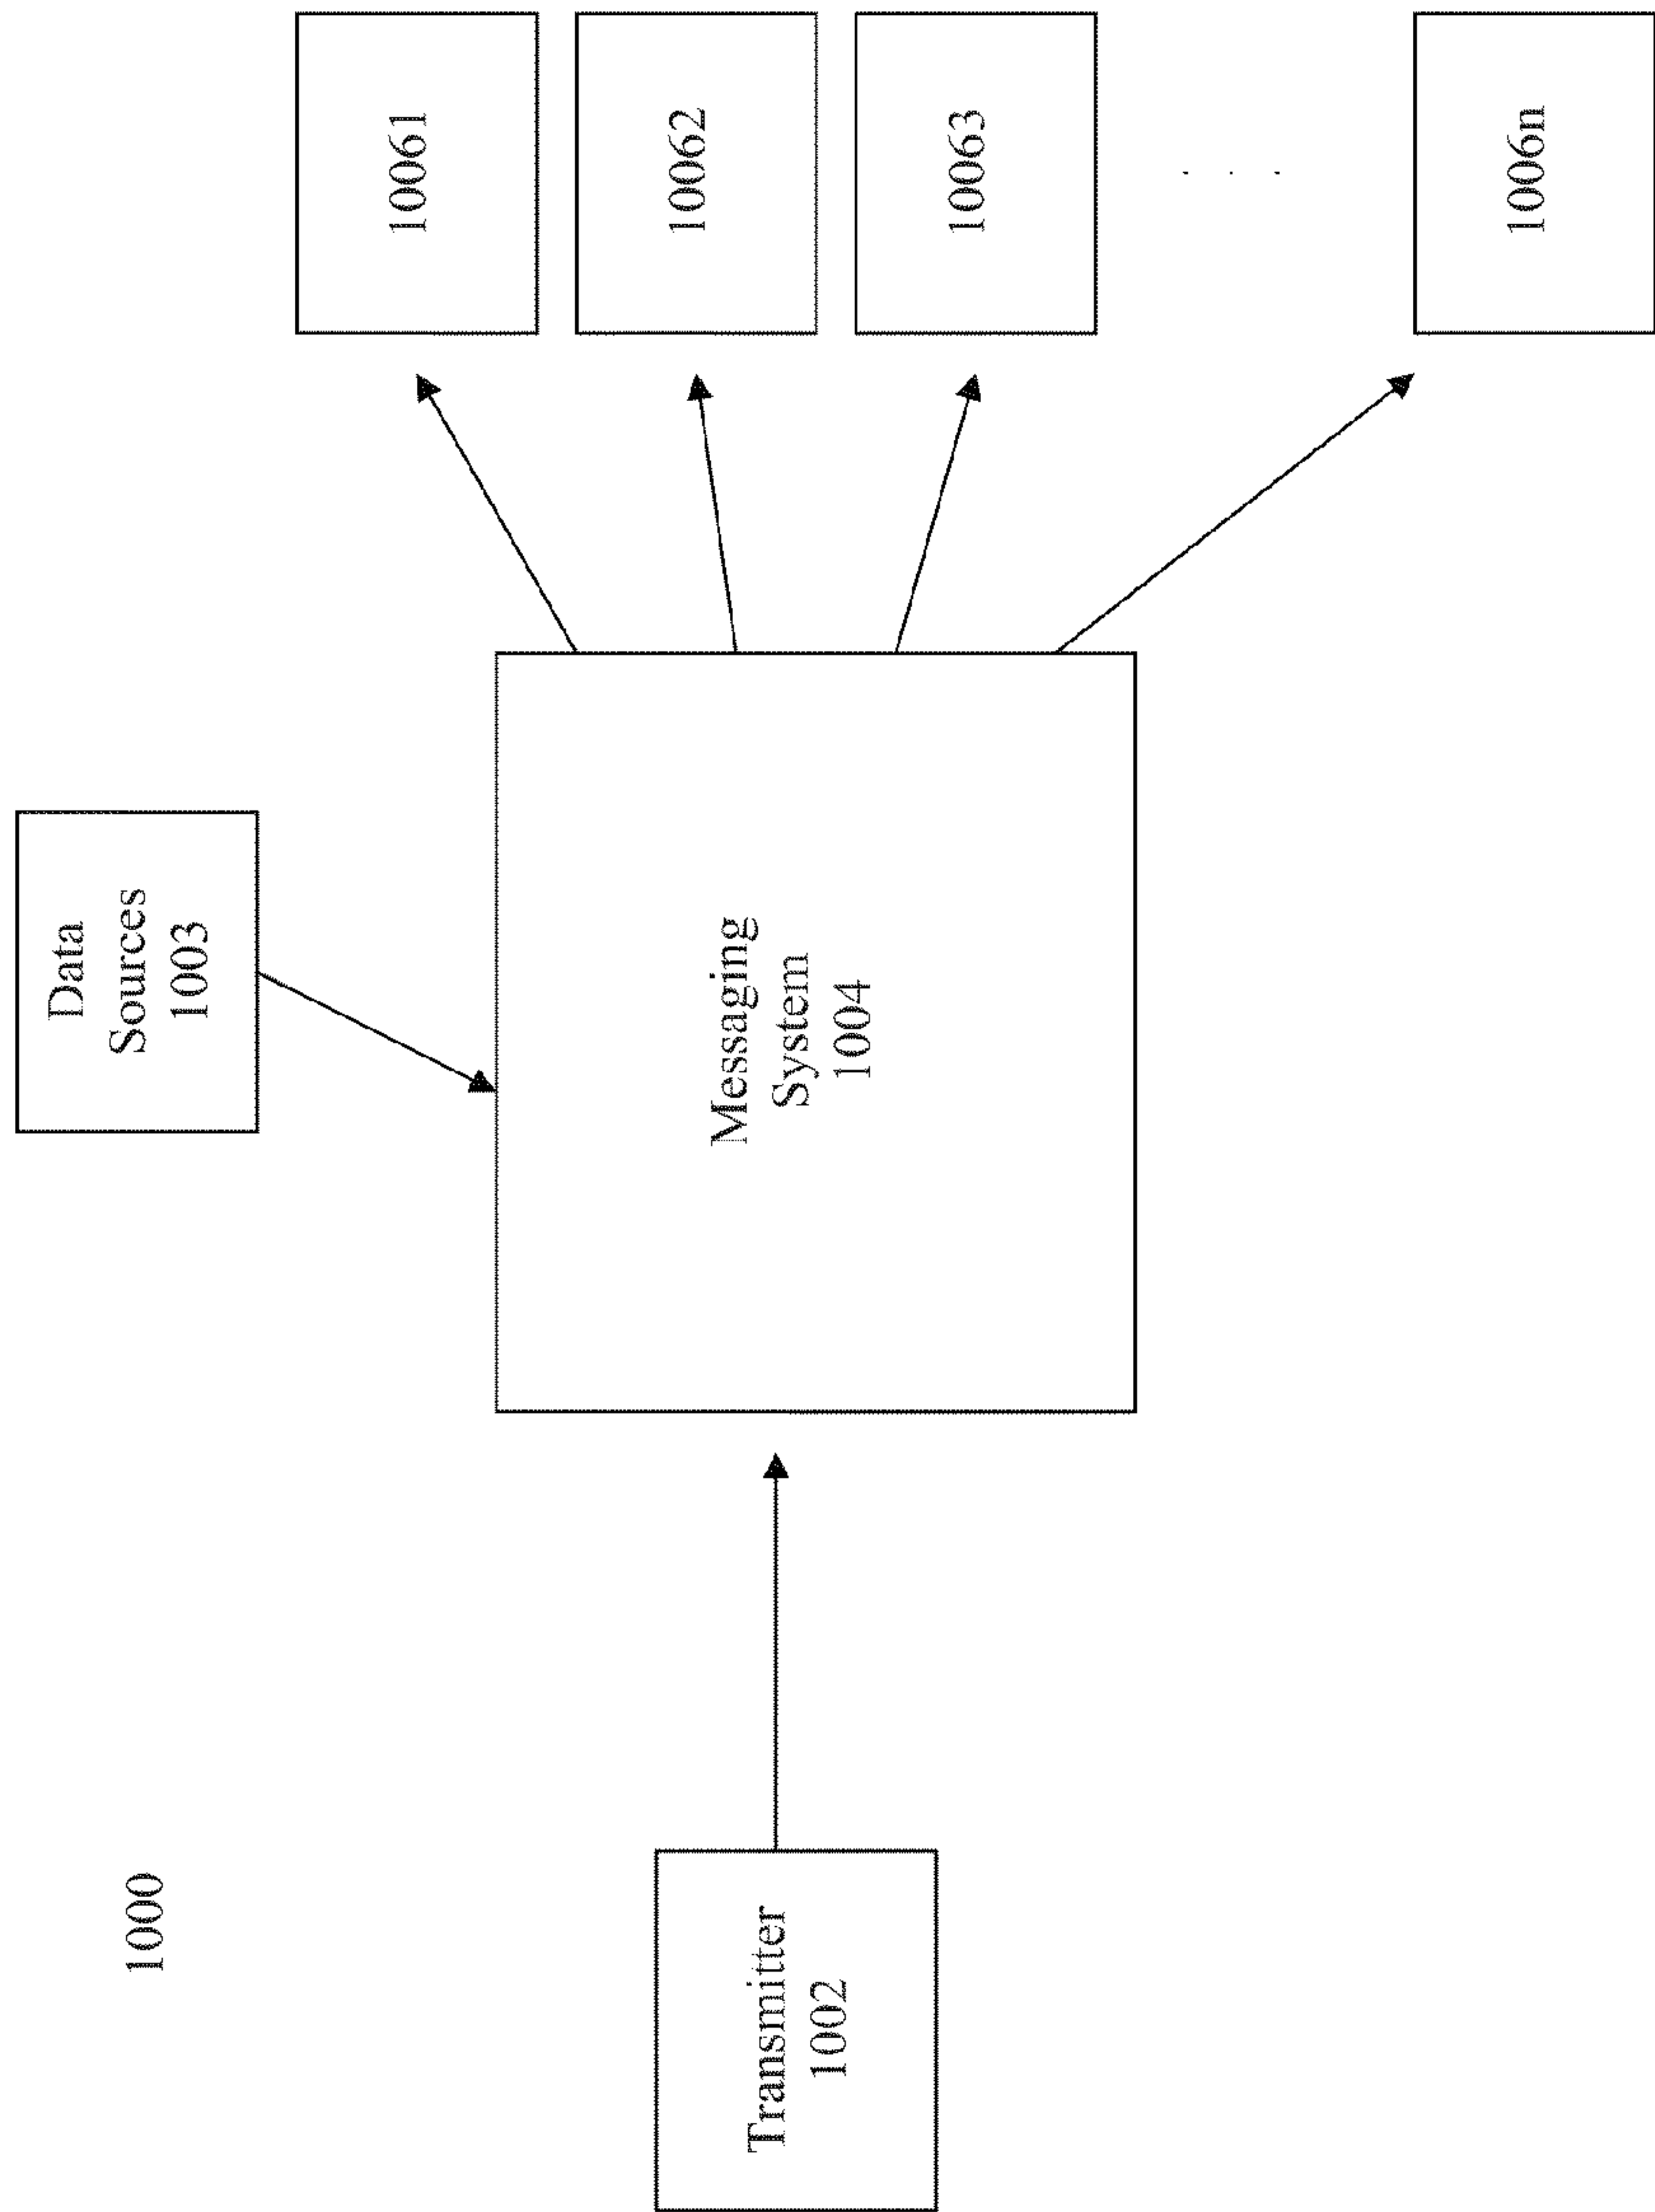 1000
Transmitter
1002
Data
Sources
1003
Messaging
System
1004
10061
10062
10063
. . .
1006n